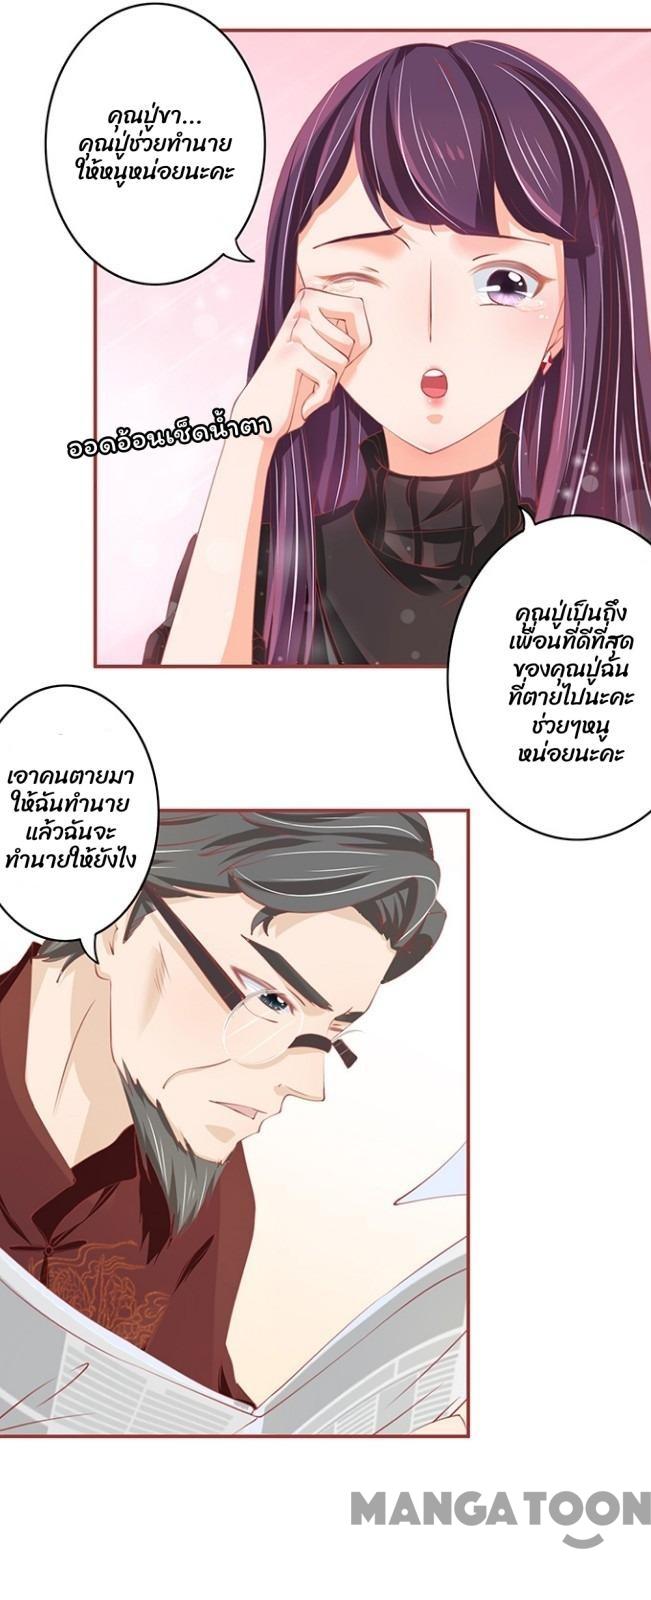 คุณปู่ขา...
คุณปู่ช่วยทำนาย
ให้หนูหน่อยนะคะ
ออดอ้อนเช็ดน้ำตา
คุณปู่เป็นถึง
เพื่อนที่ดีที่สุด
ของคุณปู่ฉัน
ที่ตายไปนะคะ
ช่วยๆหนู
หน่อยนะคะ
เอาคนตายมา
ให้ฉันทำนาย
แล้วฉันจะ
ทำนายให้ยังไง
MANGATOON